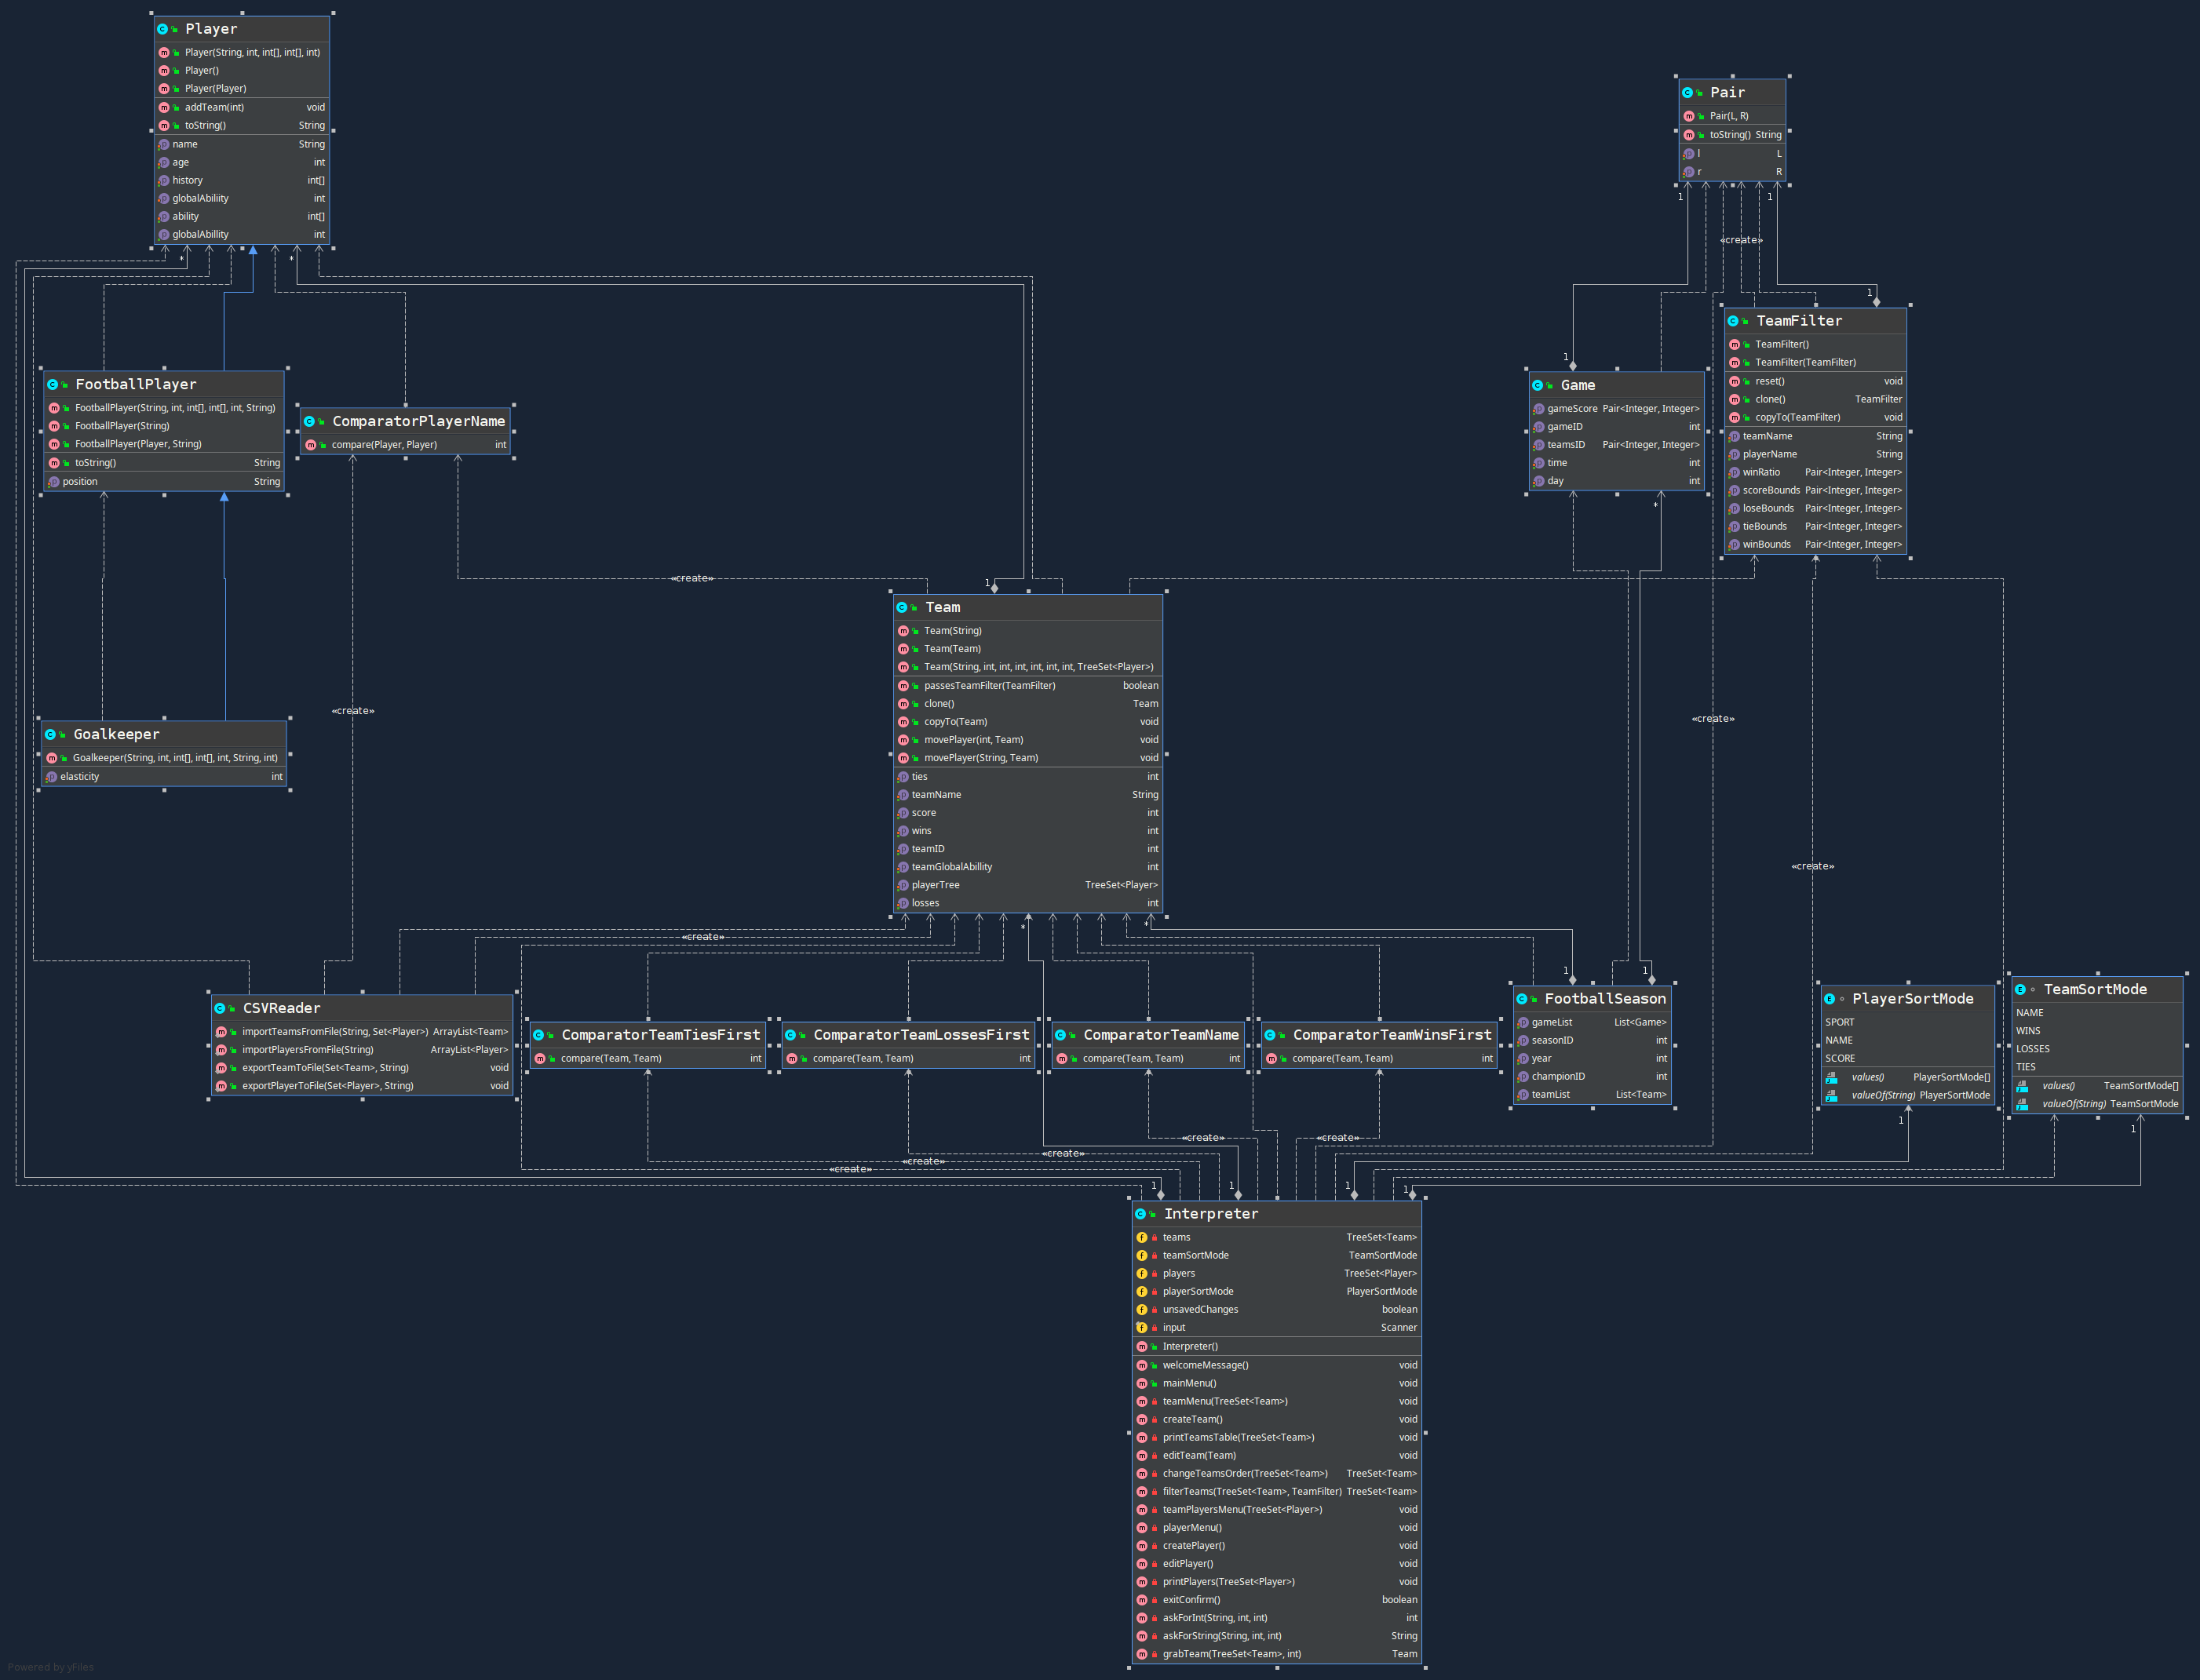 Player
Player(String, int, int[], int[], int)
Player()
Player(Player)
addTeam(int) void
toString() String
name String
age int
history int[]
globalAbiliity int
ability int[]
globalAbillity int
Pair
Pair(L, R)
toString() String
l L
r R
1
1
«create»
*
*
TeamFilter
TeamFilter()
TeamFilter(TeamFilter)
reset() void
clone() TeamFilter
copyTo(TeamFilter) void
teamName String
playerName String
winRatio Pair<Integer, Integer>
scoreBounds Pair<Integer, Integer>
loseBounds Pair<Integer, Integer>
tieBounds Pair<Integer, Integer>
winBounds Pair<Integer, Integer>
1
1
Game
gameScore Pair<Integer, Integer>
gameID int
teamsID Pair<Integer, Integer>
time int
day int
*
FootballPlayer
FootballPlayer(String, int, int[], int[], int, String)
FootballPlayer(String)
FootballPlayer(Player, String)
toString() String
position String
ComparatorPlayerName
compare(Player, Player) int
«create»
1
Team
Team(String)
Team(Team)
Team(String, int, int, int, int, int, int, TreeSet<Player>)
passesTeamFilter(TeamFilter) boolean
clone() Team
copyTo(Team) void
movePlayer(int, Team) void
movePlayer(String, Team) void
ties int
teamName String
score int
wins int
teamID int
teamGlobalAbillity int
playerTree TreeSet<Player>
losses int
Goalkeeper
Goalkeeper(String, int, int[], int[], int, String, int)
elasticity int
«create»
«create»
«create»
«create»
*
*
CSVReader
importTeamsFromFile(String, Set<Player>) ArrayList<Team>
importPlayersFromFile(String) ArrayList<Player>
exportTeamToFile(Set<Team>, String) void
exportPlayerToFile(Set<Player>, String) void
ComparatorTeamTiesFirst
compare(Team, Team) int
ComparatorTeamLossesFirst
compare(Team, Team) int
ComparatorTeamName
compare(Team, Team) int
ComparatorTeamWinsFirst
compare(Team, Team) int
1
1
FootballSeason
gameList List<Game>
seasonID int
year int
championID int
teamList List<Team>
PlayerSortMode
SPORT
NAME
SCORE
values() PlayerSortMode[]
valueOf(String) PlayerSortMode
TeamSortMode
NAME
WINS
LOSSES
TIES
values() TeamSortMode[]
valueOf(String) TeamSortMode
1
1
«create»
«create»
«create»
«create»
«create»
1
1
1
1
Interpreter
teams TreeSet<Team>
teamSortMode TeamSortMode
players TreeSet<Player>
playerSortMode PlayerSortMode
unsavedChanges boolean
input Scanner
Interpreter()
welcomeMessage() void
mainMenu() void
teamMenu(TreeSet<Team>) void
createTeam() void
printTeamsTable(TreeSet<Team>) void
editTeam(Team) void
changeTeamsOrder(TreeSet<Team>) TreeSet<Team>
filterTeams(TreeSet<Team>, TeamFilter) TreeSet<Team>
teamPlayersMenu(TreeSet<Player>) void
playerMenu() void
createPlayer() void
editPlayer() void
printPlayers(TreeSet<Player>) void
exitConfirm() boolean
askForInt(String, int, int) int
askForString(String, int, int) String
grabTeam(TreeSet<Team>, int) Team
Powered by yFiles